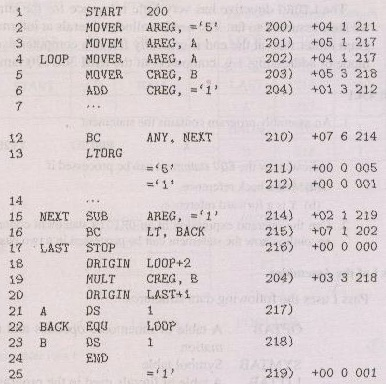 1 START 200
2 MOVER AREG, ='5' 200) +04 1 211
3 MOVEM AREG, A 201) +05 1 217
4 LOOP MOVER AREG, A 202) +04 1 217
5 MOVER CREG, B 203) +05 3 218
6 ADD CREG, ='1' 204) +01 3 212
7 ...
12 BC ANY, NEXT 210) +07 6 214
13 LTORG
='5' 211) +00 0 005
='1' 212) +00 0 001
14 ...
15 NEXT SUB AREG, ='1' 214) +02 1 219
16 BC LT, BACK 215) +07 1 202
17 LAST STOP 216) +00 0 000
18 ORIGIN LOOP+2
19 MULT CREG, B 204) +03 3 218
20 ORIGIN LAST+1
21 A DS 1 217)
22 BACK EQU LOOP
23 B DS 1 218)
24 END
25 ='1' 219) +00 0 001